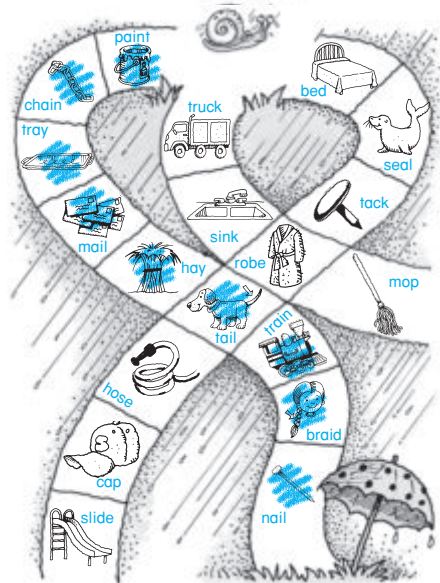 paint
bed
chain
truck
tray
seal
tack
mail
sink
hay
robe
mop
tail
train
hose
braid
cap
slide
nail